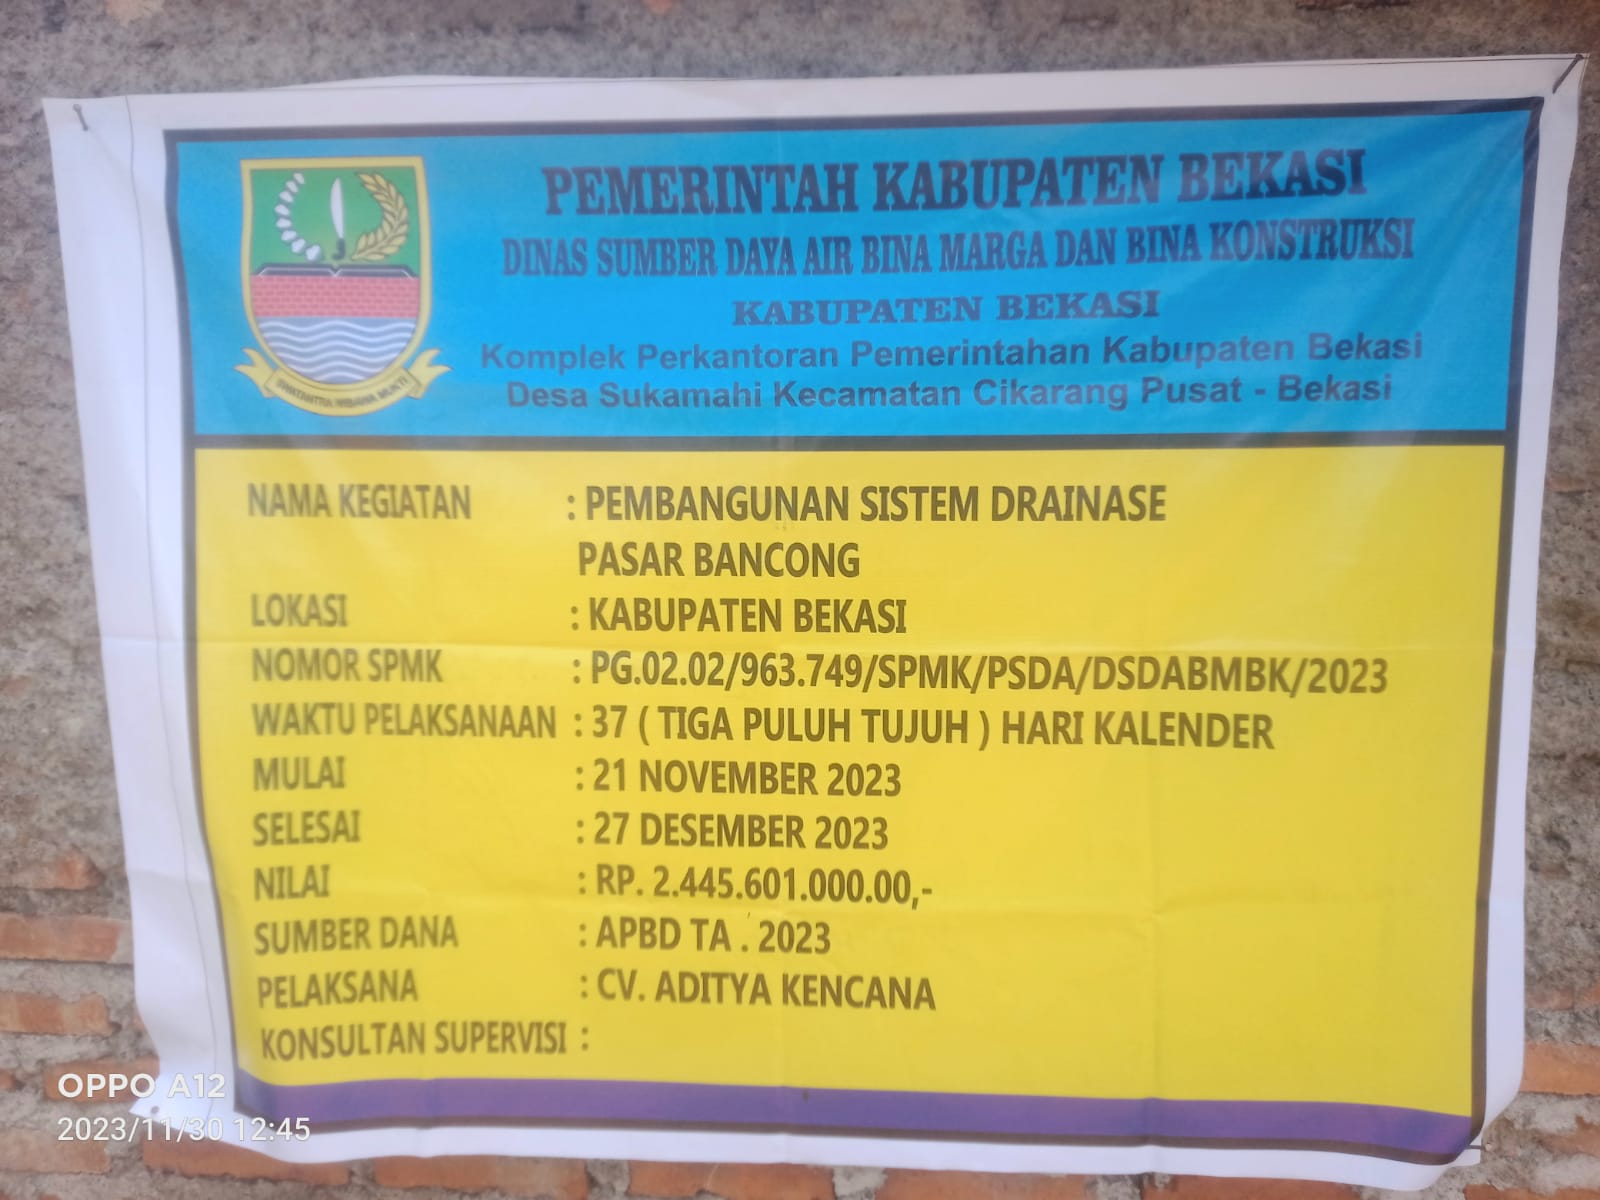 PEMERINTAH KABUPATEN BEKASI
DINAS SUMBER DAYA AIR BINA MARGA DAN BINA KONSTRUKSI
KABUPATEN BEKASI
Komplek Perkantoran Pemerintahan Kabupaten Bekasi
Desa Sukamahi Kecamatan Cikarang Pusat - Bekasi
SWATANTRA WIBAWA MUKTI
NAMA KEGIATAN : PEMBANGUNAN SISTEM DRAINASE
PASAR BANCONG
LOKASI : KABUPATEN BEKASI
NOMOR SPMK : PG.02.02/963.749/SPMK/PSDA/DSDABMBK/2023
WAKTU PELAKSANAAN : 37 ( TIGA PULUH TUJUH ) HARI KALENDER
MULAI : 21 NOVEMBER 2023
SELESAI : 27 DESEMBER 2023
NILAI : RP. 2.445.601.000.00,-
SUMBER DANA : APBD TA . 2023
PELAKSANA : CV. ADITYA KENCANA
KONSULTAN SUPERVISI :
OPPO A12
2023/11/30 12:45